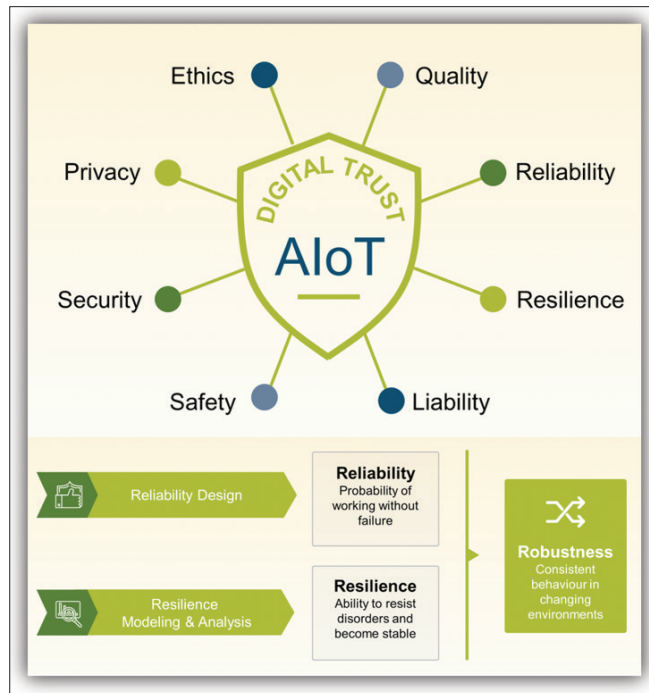 Ethics
Quality
Privacy
DIGITAL TRUST
Reliability
AIoT
Security
Resilience
Safety
Liability
Reliability Design
Reliability
Probability of
working without
failure
Resilience
Modeling & Analysis
Resilience
Ability to resist
disorders and
become stable
Robustness
Consistent
behaviour in
changing
environments